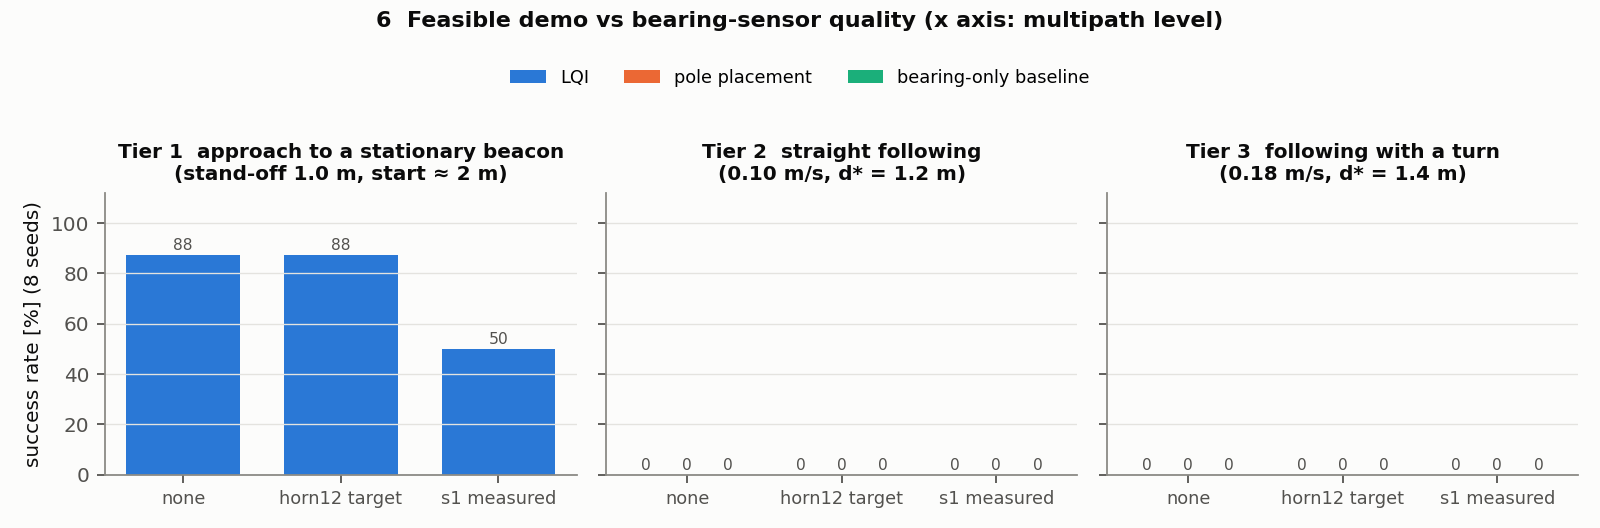 6 Feasible demo vs bearing-sensor quality (x axis: multipath level)
LQI
pole placement
bearing-only baseline
Tier 1 approach to a stationary beacon
(stand-off 1.0 m, start ≈ 2 m)
Tier 2 straight following
(0.10 m/s, d* = 1.2 m)
Tier 3 following with a turn
(0.18 m/s, d* = 1.4 m)
success rate [%] (8 seeds)
100
80
60
40
20
0
88
88
50
none
horn12 target
s1 measured
0 0 0 0 0 0 0 0 0
none
horn12 target
s1 measured
0 0 0 0 0 0 0 0 0
none
horn12 target
s1 measured